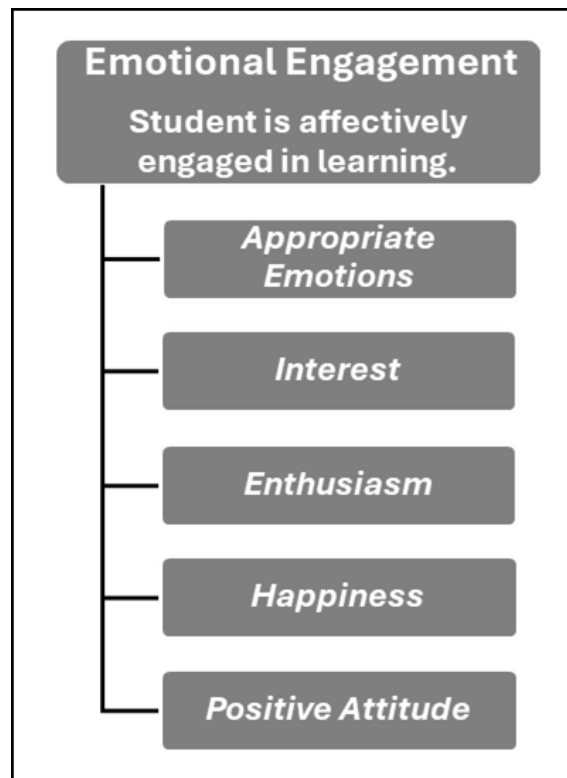 Emotional Engagement
Student is affectively
engaged in learning.
Appropriate
Emotions
Interest
Enthusiasm
Happiness
Positive Attitude